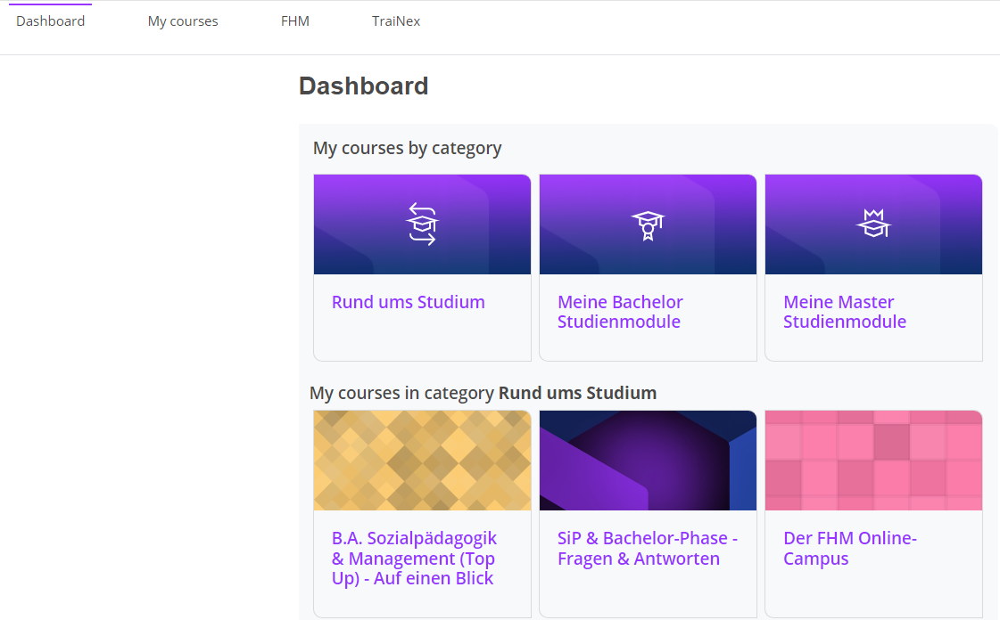 Dashboard My courses FHM TraiNex
Dashboard
My courses by category
Rund ums Studium
Meine Bachelor
Studienmodule
Meine Master
Studienmodule
My courses in category Rund ums Studium
B.A. Sozialpädagogik
& Management (Top
Up) - Auf einen Blick
SiP & Bachelor-Phase -
Fragen & Antworten
Der FHM Online-
Campus